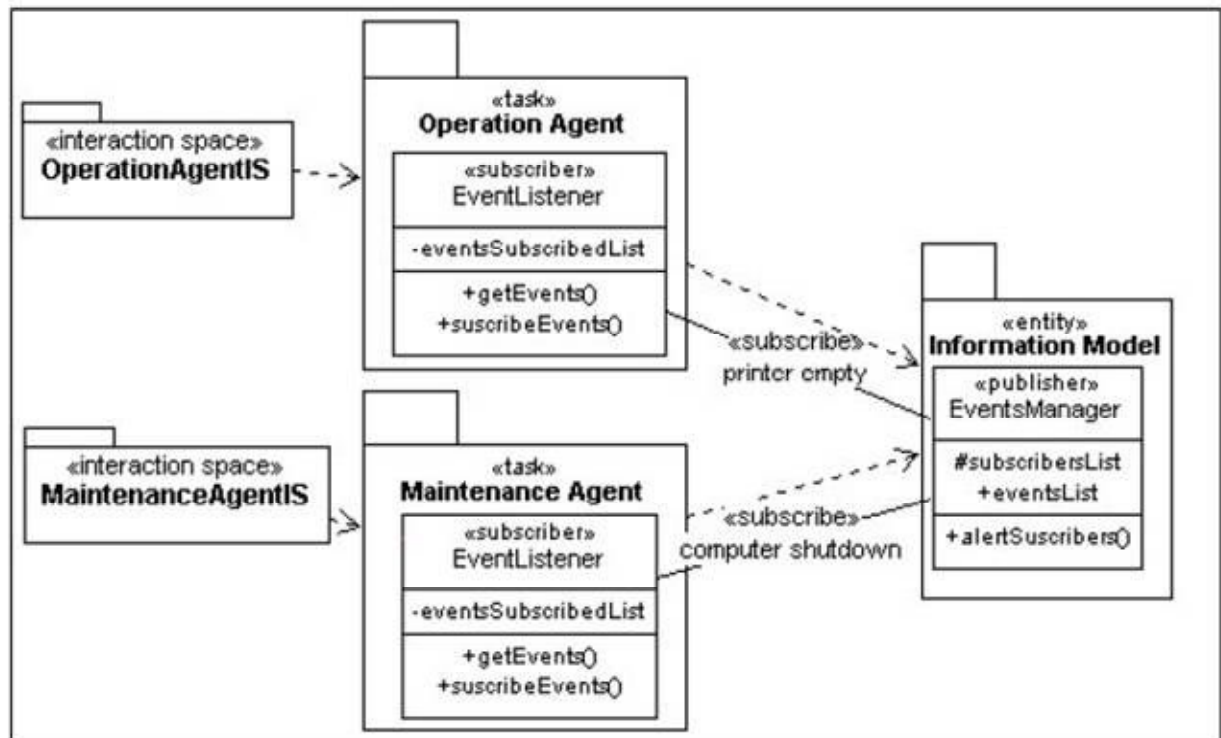 «interaction space»
OperationAgentIS
«task»
Operation Agent
«subscriber»
EventListener
-eventsSubscribedList
+getEvents()
+suscribeEvents()
«subscribe»
printer empty
«entity»
Information Model
«publisher»
EventsManager
#subscribersList
+eventsList
+alertSuscribers()
«interaction space»
MaintenanceAgentIS
«task»
Maintenance Agent
«subscriber»
EventListener
-eventsSubscribedList
+getEvents()
+suscribeEvents()
«subscribe»
computer shutdown